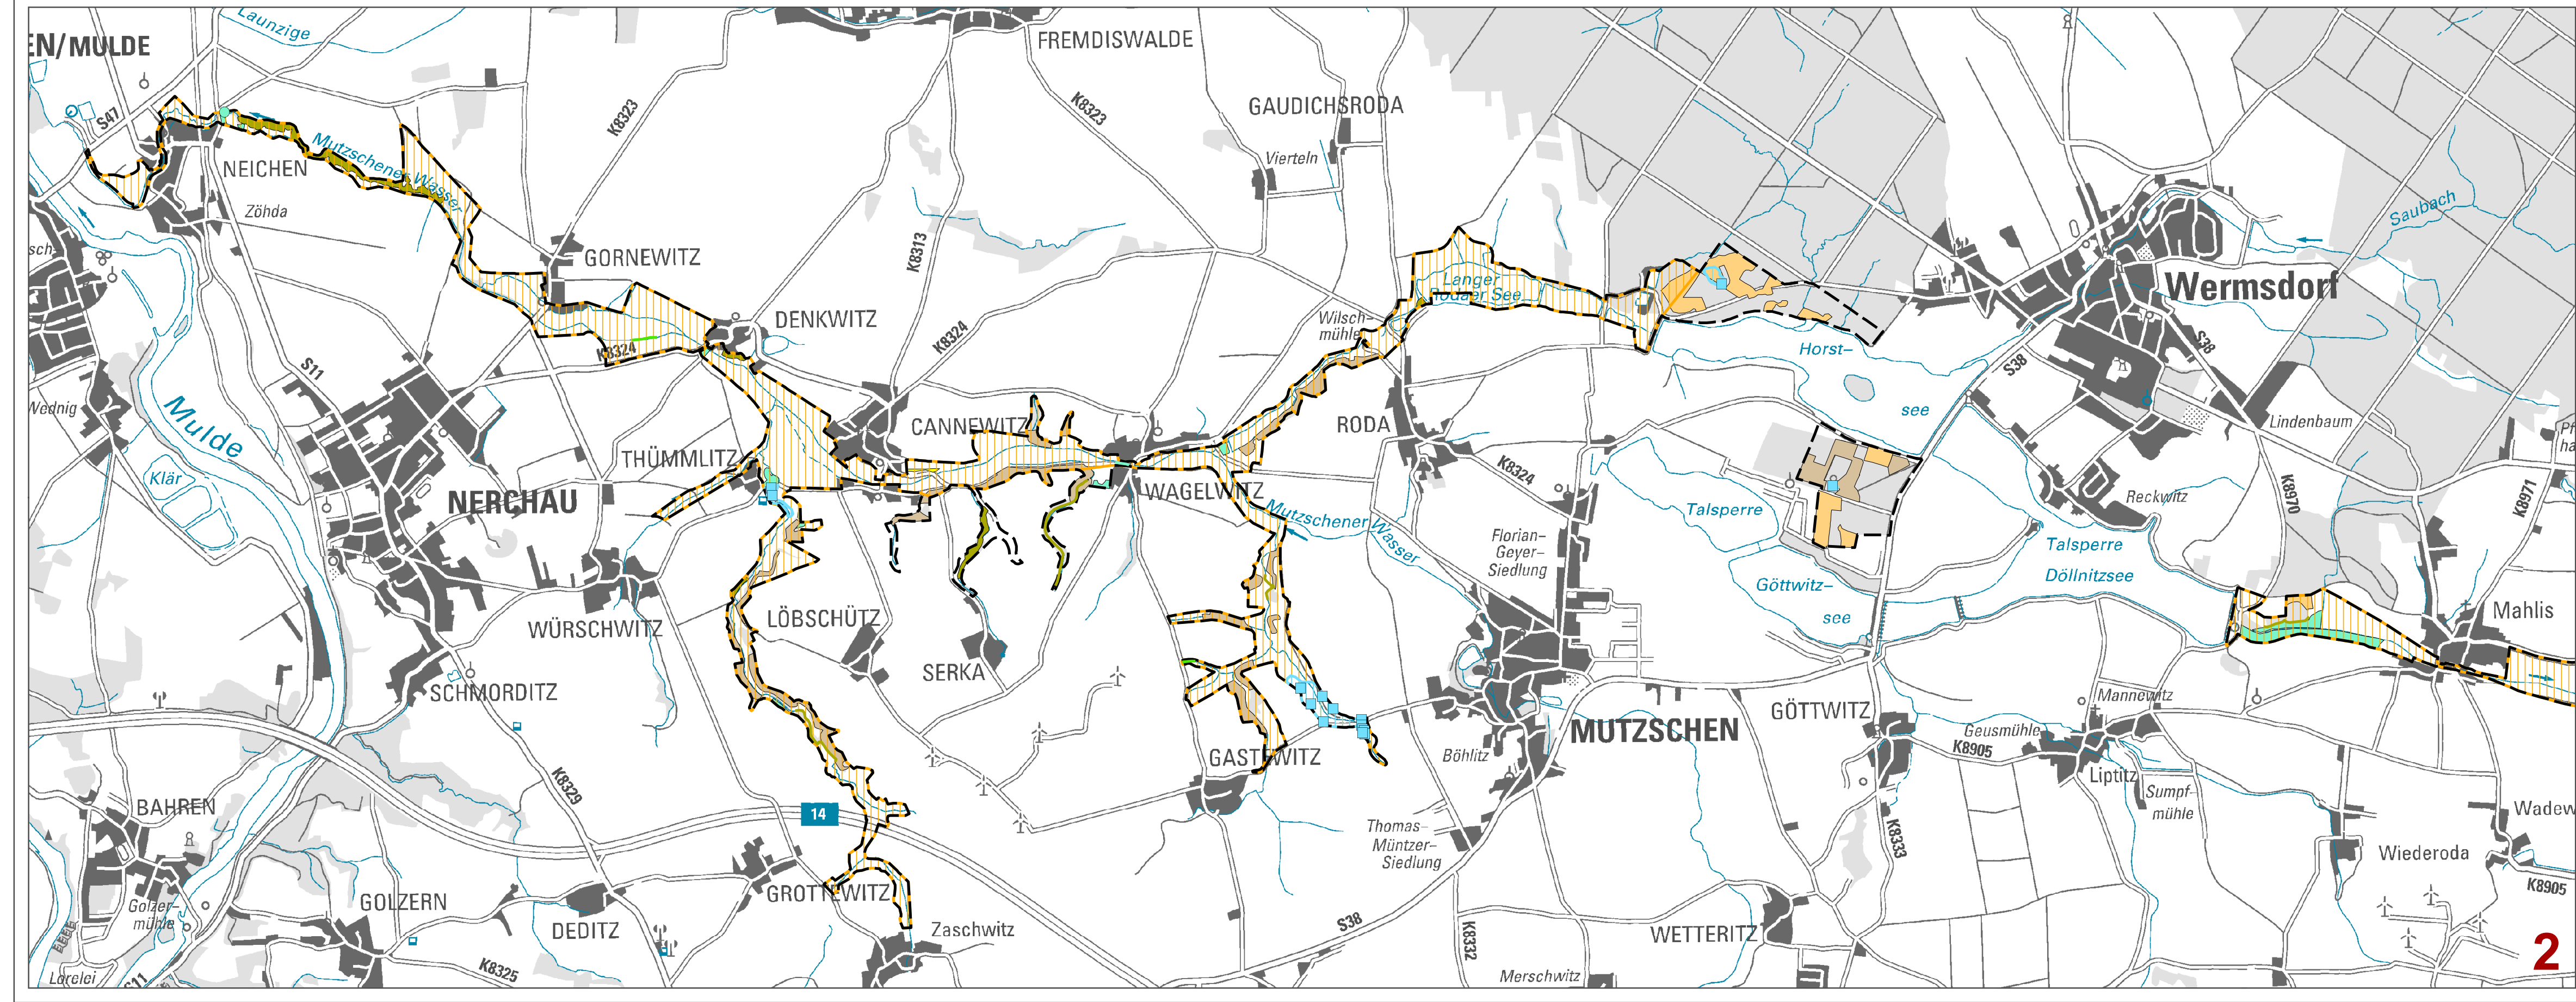 Launzige
EN/MULDE
FREMDISWALDE
S47
K8323
K8323
GAUDICHSRODA
Vierteln
NEICHEN
Mutzschener Wasser
Zöhda
sch-
GORNEWITZ
K8313
Saubach
Langer
Rodaer See
Wermsdorf
DENKWITZ
K8324
K8324
Wilsch-
mühle
Horst-
see
S38
S38
S11
Wednig
Mulde
Klär
NERCHAU
THÜMMLITZ
CANNEWITZ
WAGELWITZ
RODA
K8324
Lindenbaum
Mutzschener Wasser
Florian-
Geyer-
Siedlung
Talsperre
Göttwitz-
see
Reckwitz
K8970
K8971
Talsperre
Döllnitzsee
Mahlis
WÜRSCHWITZ
LÖBSCHÜTZ
SERKA
SCHMORDITZ
GASTEWITZ
MUTZSCHEN
Böhlitz
GÖTTWITZ
Mannewitz
Geusmühle
K8905
Liptitz
Sumpf-
mühle
Wadew
BAHREN
K8329
14
Thomas-
Müntzer-
Siedlung
K8333
Wiederoda
K8905
Golzer-
mühle
GOLZERN
DEDITZ
GROTTEWITZ
Zaschwitz
S38
K8332
WETTERITZ
Merschwitz
Lorelei
S11
K8325
2